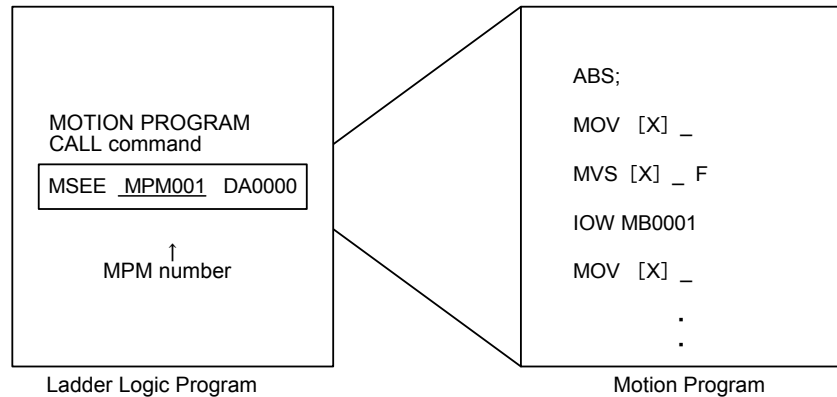 MOTION PROGRAM
CALL command
MSEE MPM001 DA0000
↑
MPM number
Ladder Logic Program
ABS;
MOV [X] _
MVS [X] _ F
IOW MB0001
MOV [X] _
.
.
Motion Program